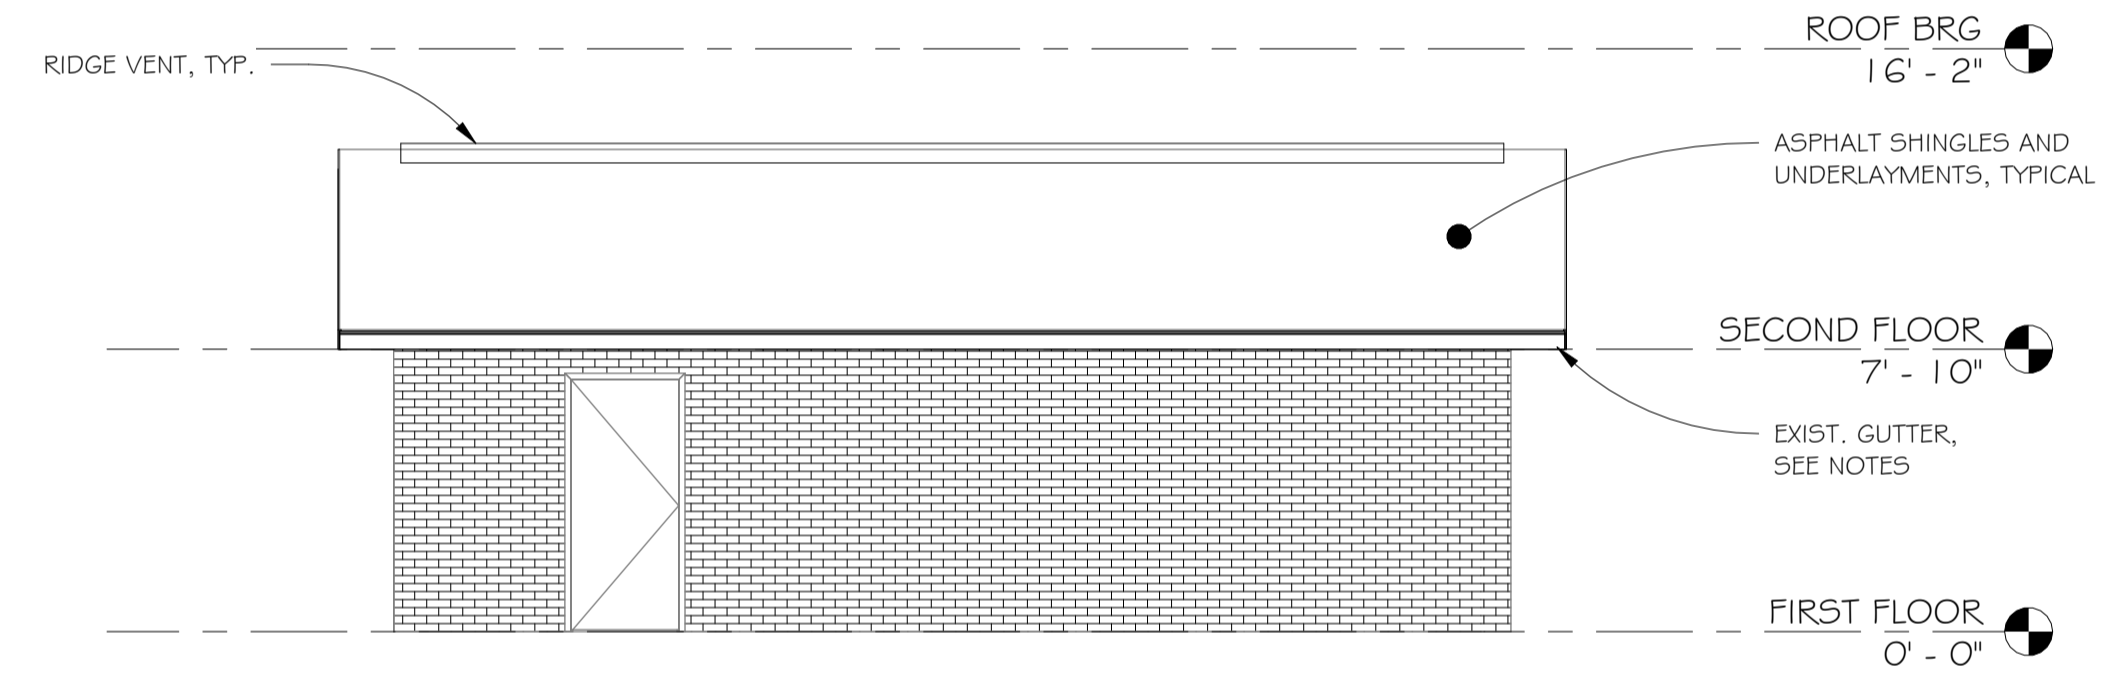 ROOF BRG
16' - 2"
RIDGE VENT, TYP.
ASPHALT SHINGLES AND
UNDERLAYMENTS, TYPICAL
SECOND FLOOR
7' - 10"
EXIST. GUTTER,
SEE NOTES
FIRST FLOOR
0' - 0"